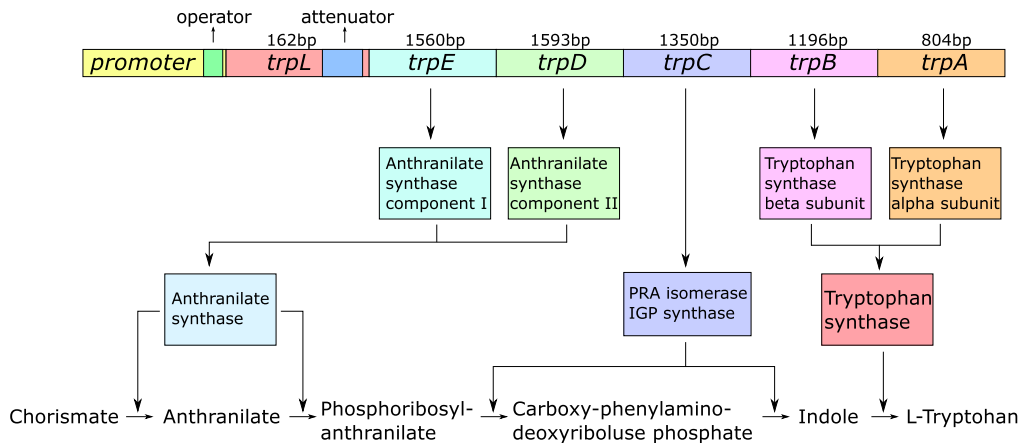 operator
attenuator
162bp
1560bp
1593bp
1350bp
1196bp
804bp
promoter
trpL
trpE
trpD
trpC
trpB
trpA
Anthranilate
synthase
component I
Anthranilate
synthase
component II
Tryptophan
synthase
beta subunit
Tryptophan
synthase
alpha subunit
Anthranilate
synthase
PRA isomerase
IGP synthase
Tryptophan
synthase
Chorismate
Anthranilate
Phosphoribosyl-
anthranilate
Carboxy-phenylamino-
deoxyriboluse phosphate
Indole
L-Tryptohan